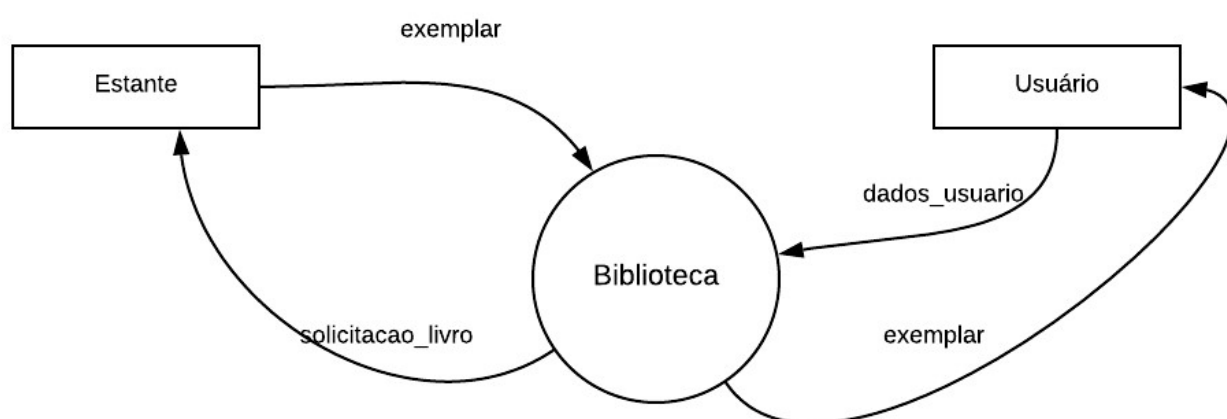 exemplar
Estante
Usuário
dados_usuario
Biblioteca
solicitacao_livro
exemplar